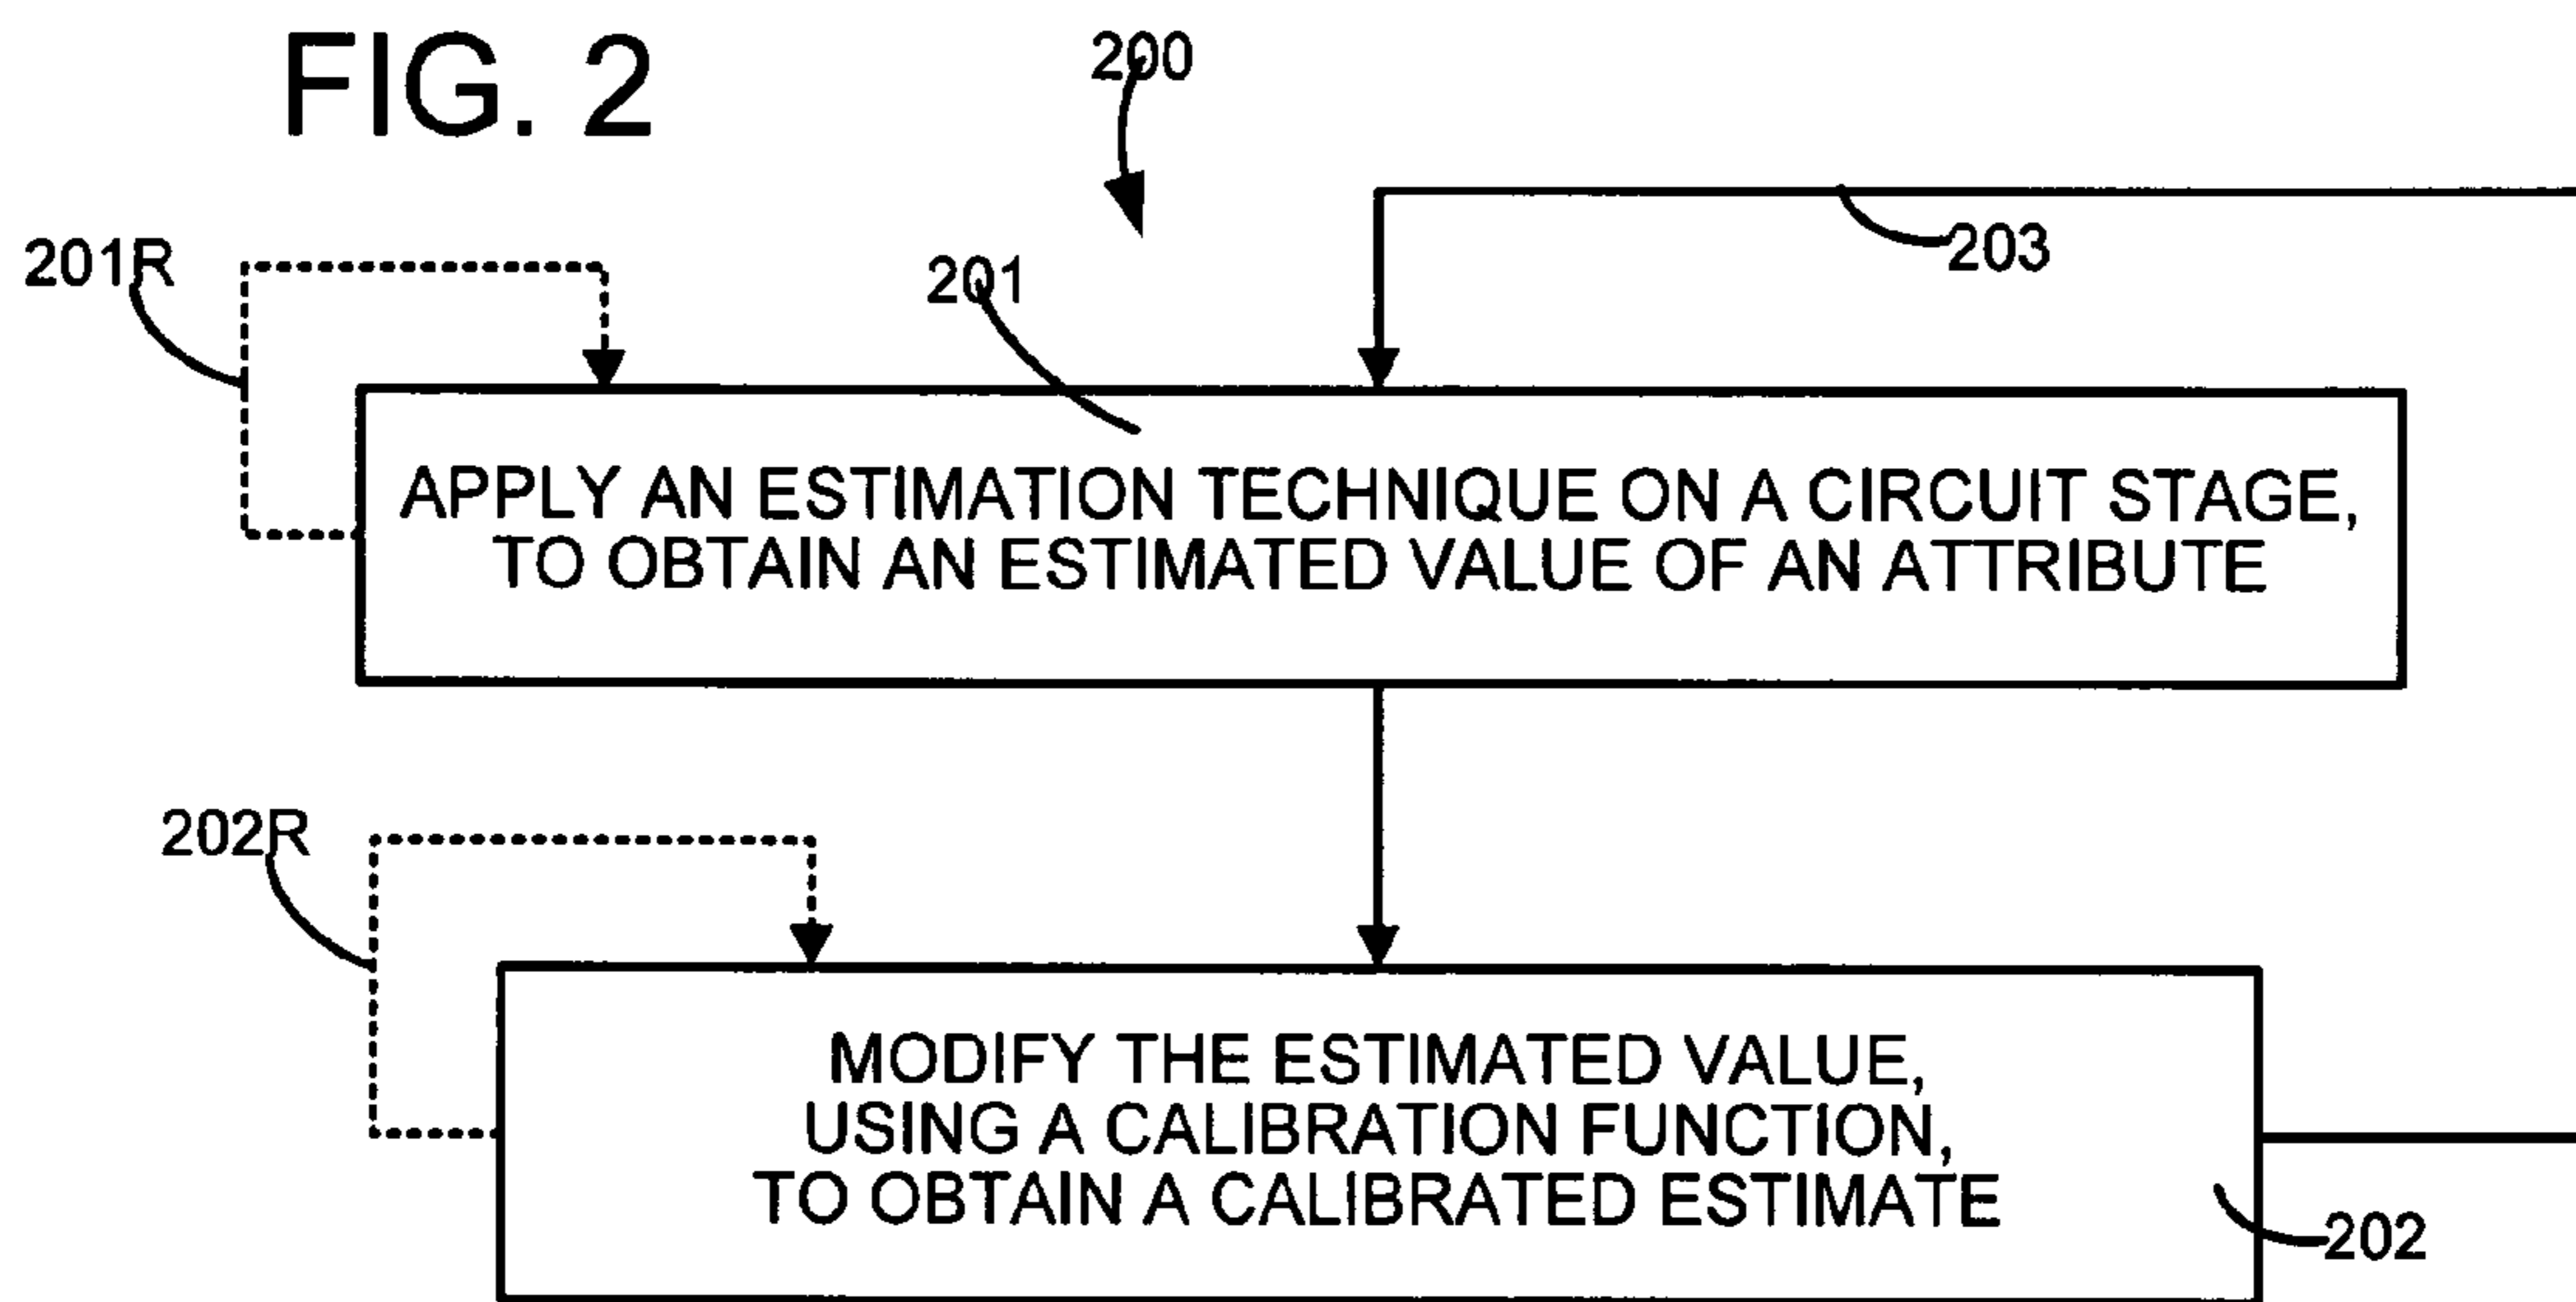 FIG. 2
200
203
201R
201
APPLY AN ESTIMATION TECHNIQUE ON A CIRCUIT STAGE,
TO OBTAIN AN ESTIMATED VALUE OF AN ATTRIBUTE
202R
MODIFY THE ESTIMATED VALUE,
USING A CALIBRATION FUNCTION,
TO OBTAIN A CALIBRATED ESTIMATE
202